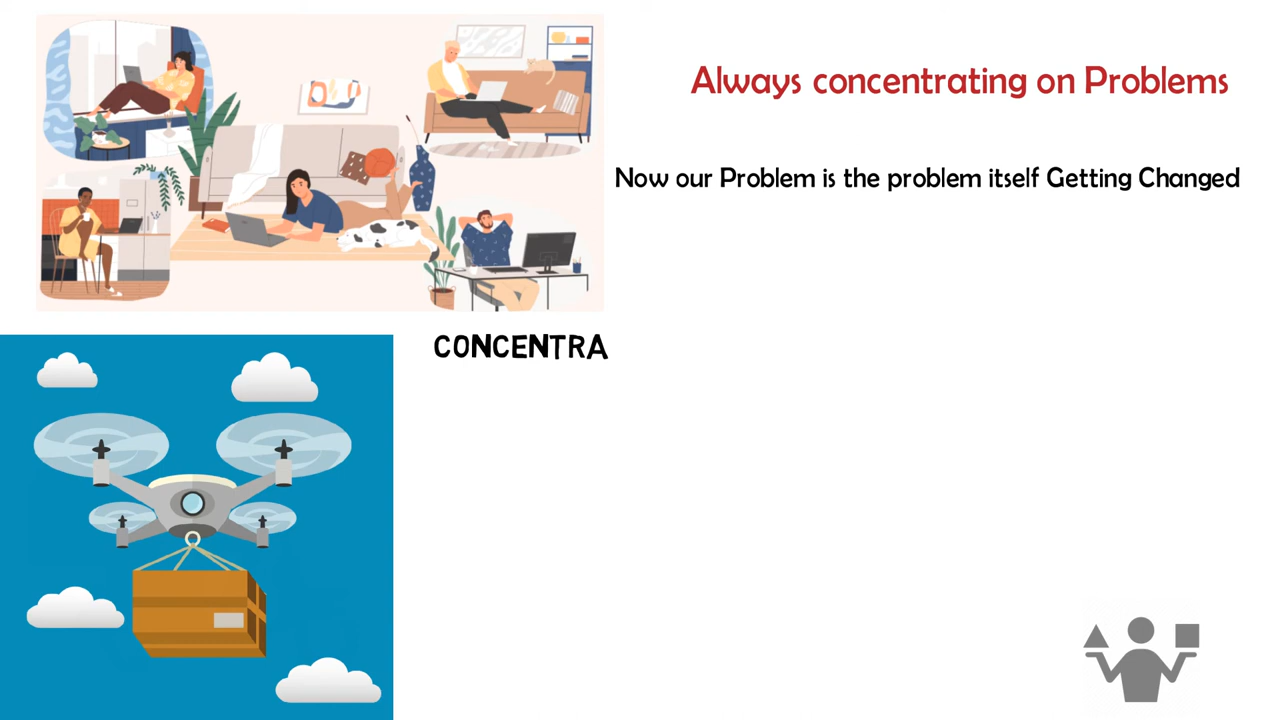 Always concentrating on Problems
Now our Problem is the problem itself Getting Changed
CONCENTRA